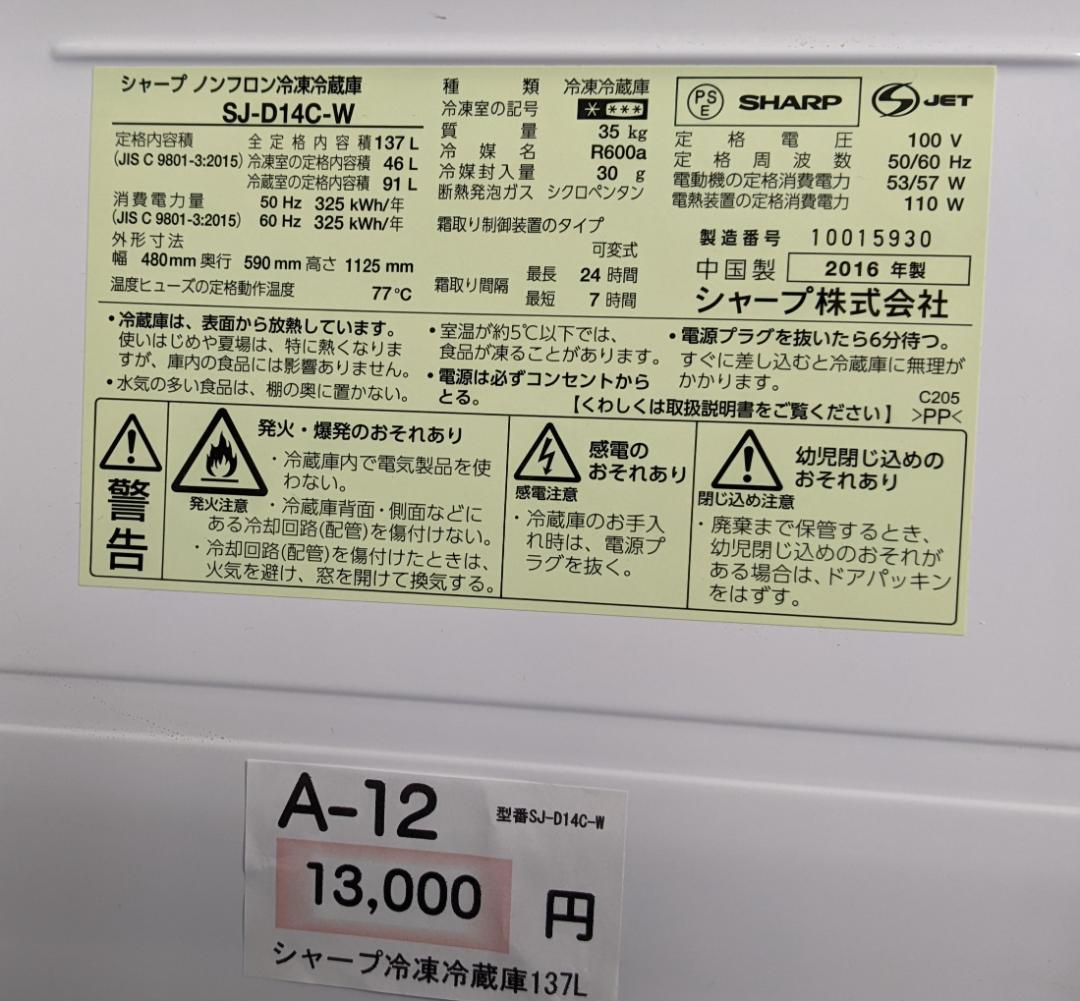 シャープ ノンフロン冷凍冷蔵庫
SJ-D14C-W
定格内容積 全定格内容積 137 L
(JIS C 9801-3:2015) 冷凍室の定格内容積 46 L
冷蔵室の定格内容積 91 L
消費電力量 50 Hz 325 kWh/年
(JIS C 9801-3:2015) 60 Hz 325 kWh/年
外形寸法
幅 480mm 奥行 590mm 高さ 1125 mm
温度ヒューズの定格動作温度 77℃
種類 冷凍冷蔵庫
冷凍室の記号 * ***
質量 35 kg
冷媒名 R600a
冷媒封入量 30 g
断熱発泡ガス シクロペンタン
霜取り制御装置のタイプ
可変式
霜取り間隔 最長 24 時間
最短 7 時間
PS E SHARP S JET
定格電圧 100 V
定格周波数 50/60 Hz
電動機の定格消費電力 53/57 W
電熱装置の定格消費電力 110 W
製造番号 10015930
中国製 2016 年製
シャープ株式会社
・冷蔵庫は、表面から放熱しています。
使いはじめや夏場は、特に熱くなりま
すが、庫内の食品には影響ありません。
・水気の多い食品は、棚の奥に置かない。
・室温が約5℃以下では、
食品が凍ることがあります。
・電源は必ずコンセントから
とる。
・電源プラグを抜いたら6分待つ。
すぐに差し込むと冷蔵庫に無理が
かかります。
【くわしくは取扱説明書をご覧ください】
C205
>PP<
警告
発火・爆発のおそれあり
発火注意
・冷蔵庫内で電気製品を使
わない。
・冷蔵庫背面・側面などに
ある冷却回路(配管)を傷付けない。
・冷却回路(配管)を傷付けたときは、
火気を避け、窓を開けて換気する。
感電の
おそれあり
感電注意
・冷蔵庫のお手入
れ時は、電源プ
ラグを抜く。
幼児閉じ込めの
おそれあり
閉じ込め注意
・廃棄まで保管するとき、
幼児閉じ込めのおそれが
ある場合は、ドアパッキン
をはずす。
A-12 型番SJ-D14C-W
13,000 円
シャープ冷凍冷蔵庫137L